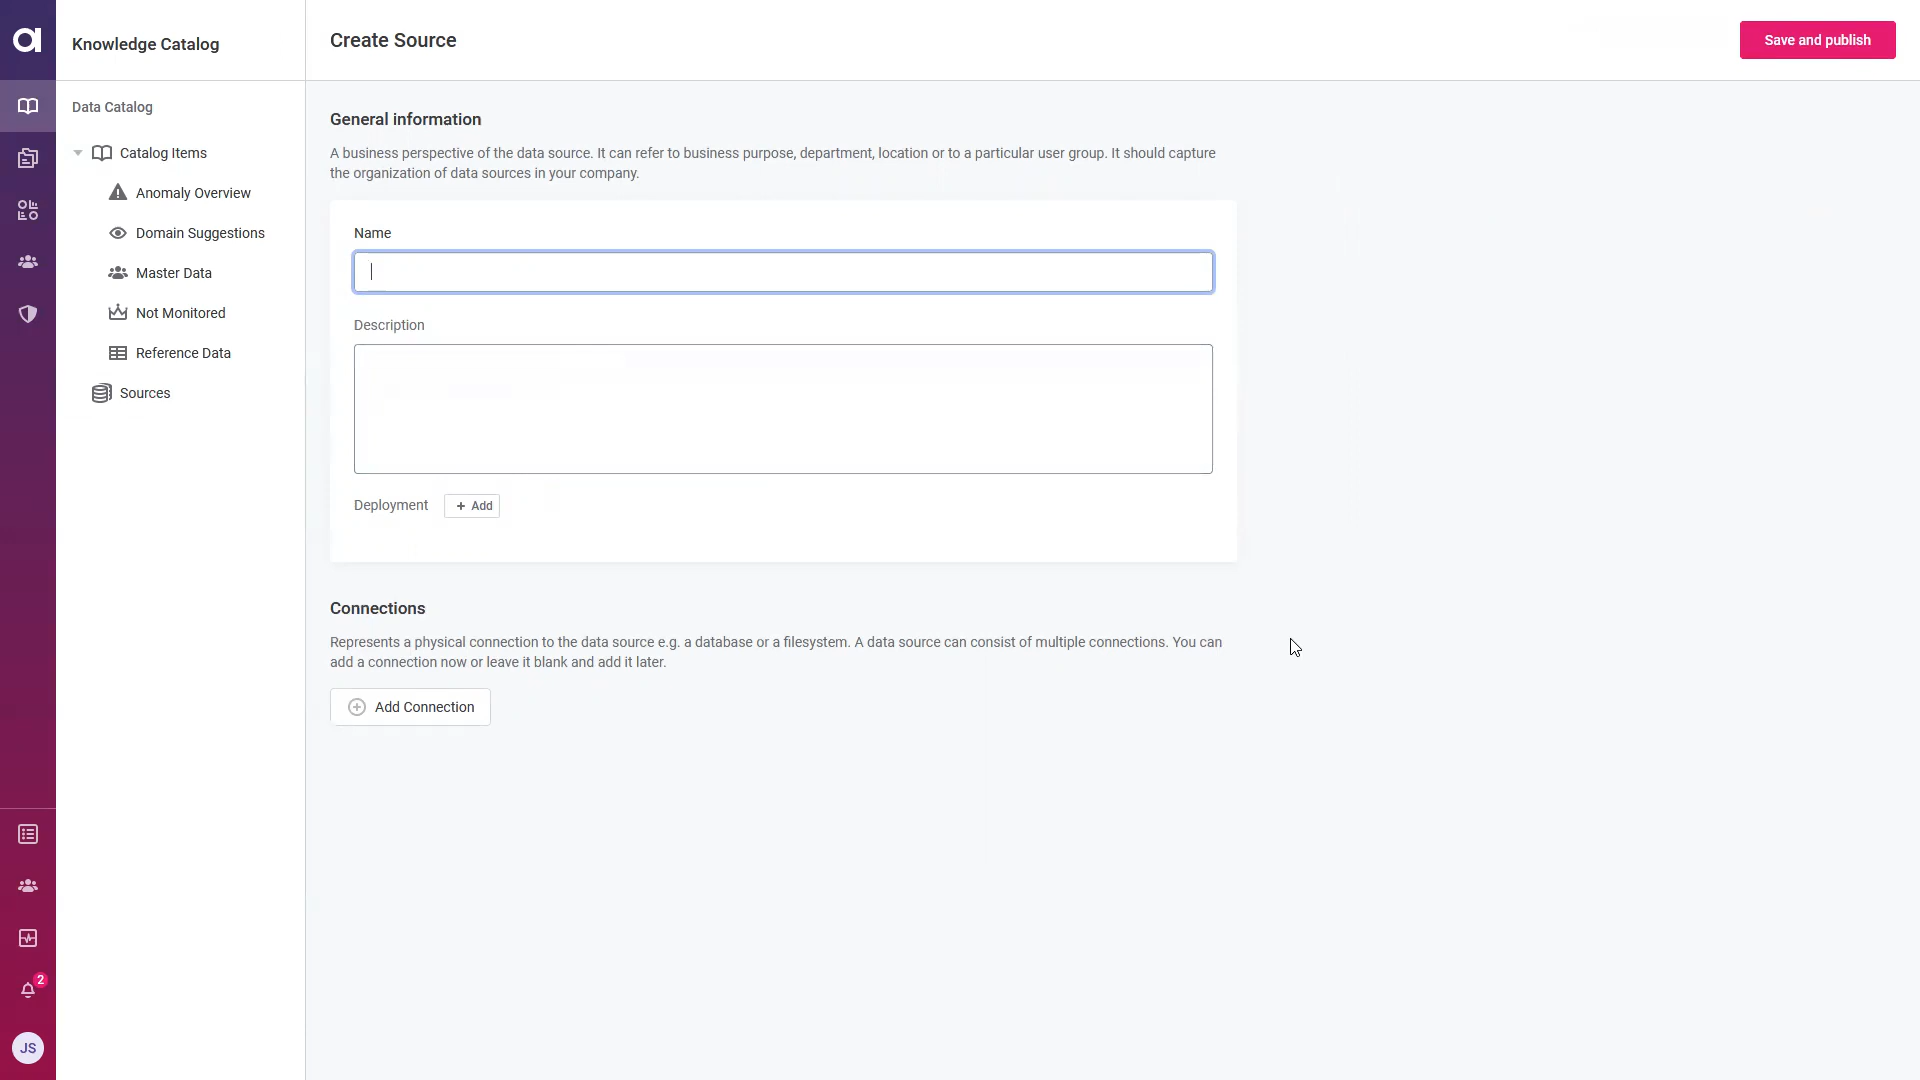 Knowledge Catalog
Create Source
Save and publish
Data Catalog
Catalog Items
Anomaly Overview
Domain Suggestions
Master Data
Not Monitored
Reference Data
Sources
General information
A business perspective of the data source. It can refer to business purpose, department, location or to a particular user group. It should capture
the organization of data sources in your company.
Name
Description
Deployment
+ Add
Connections
Represents a physical connection to the data source e.g. a database or a filesystem. A data source can consist of multiple connections. You can
add a connection now or leave it blank and add it later.
Add Connection
2
JS